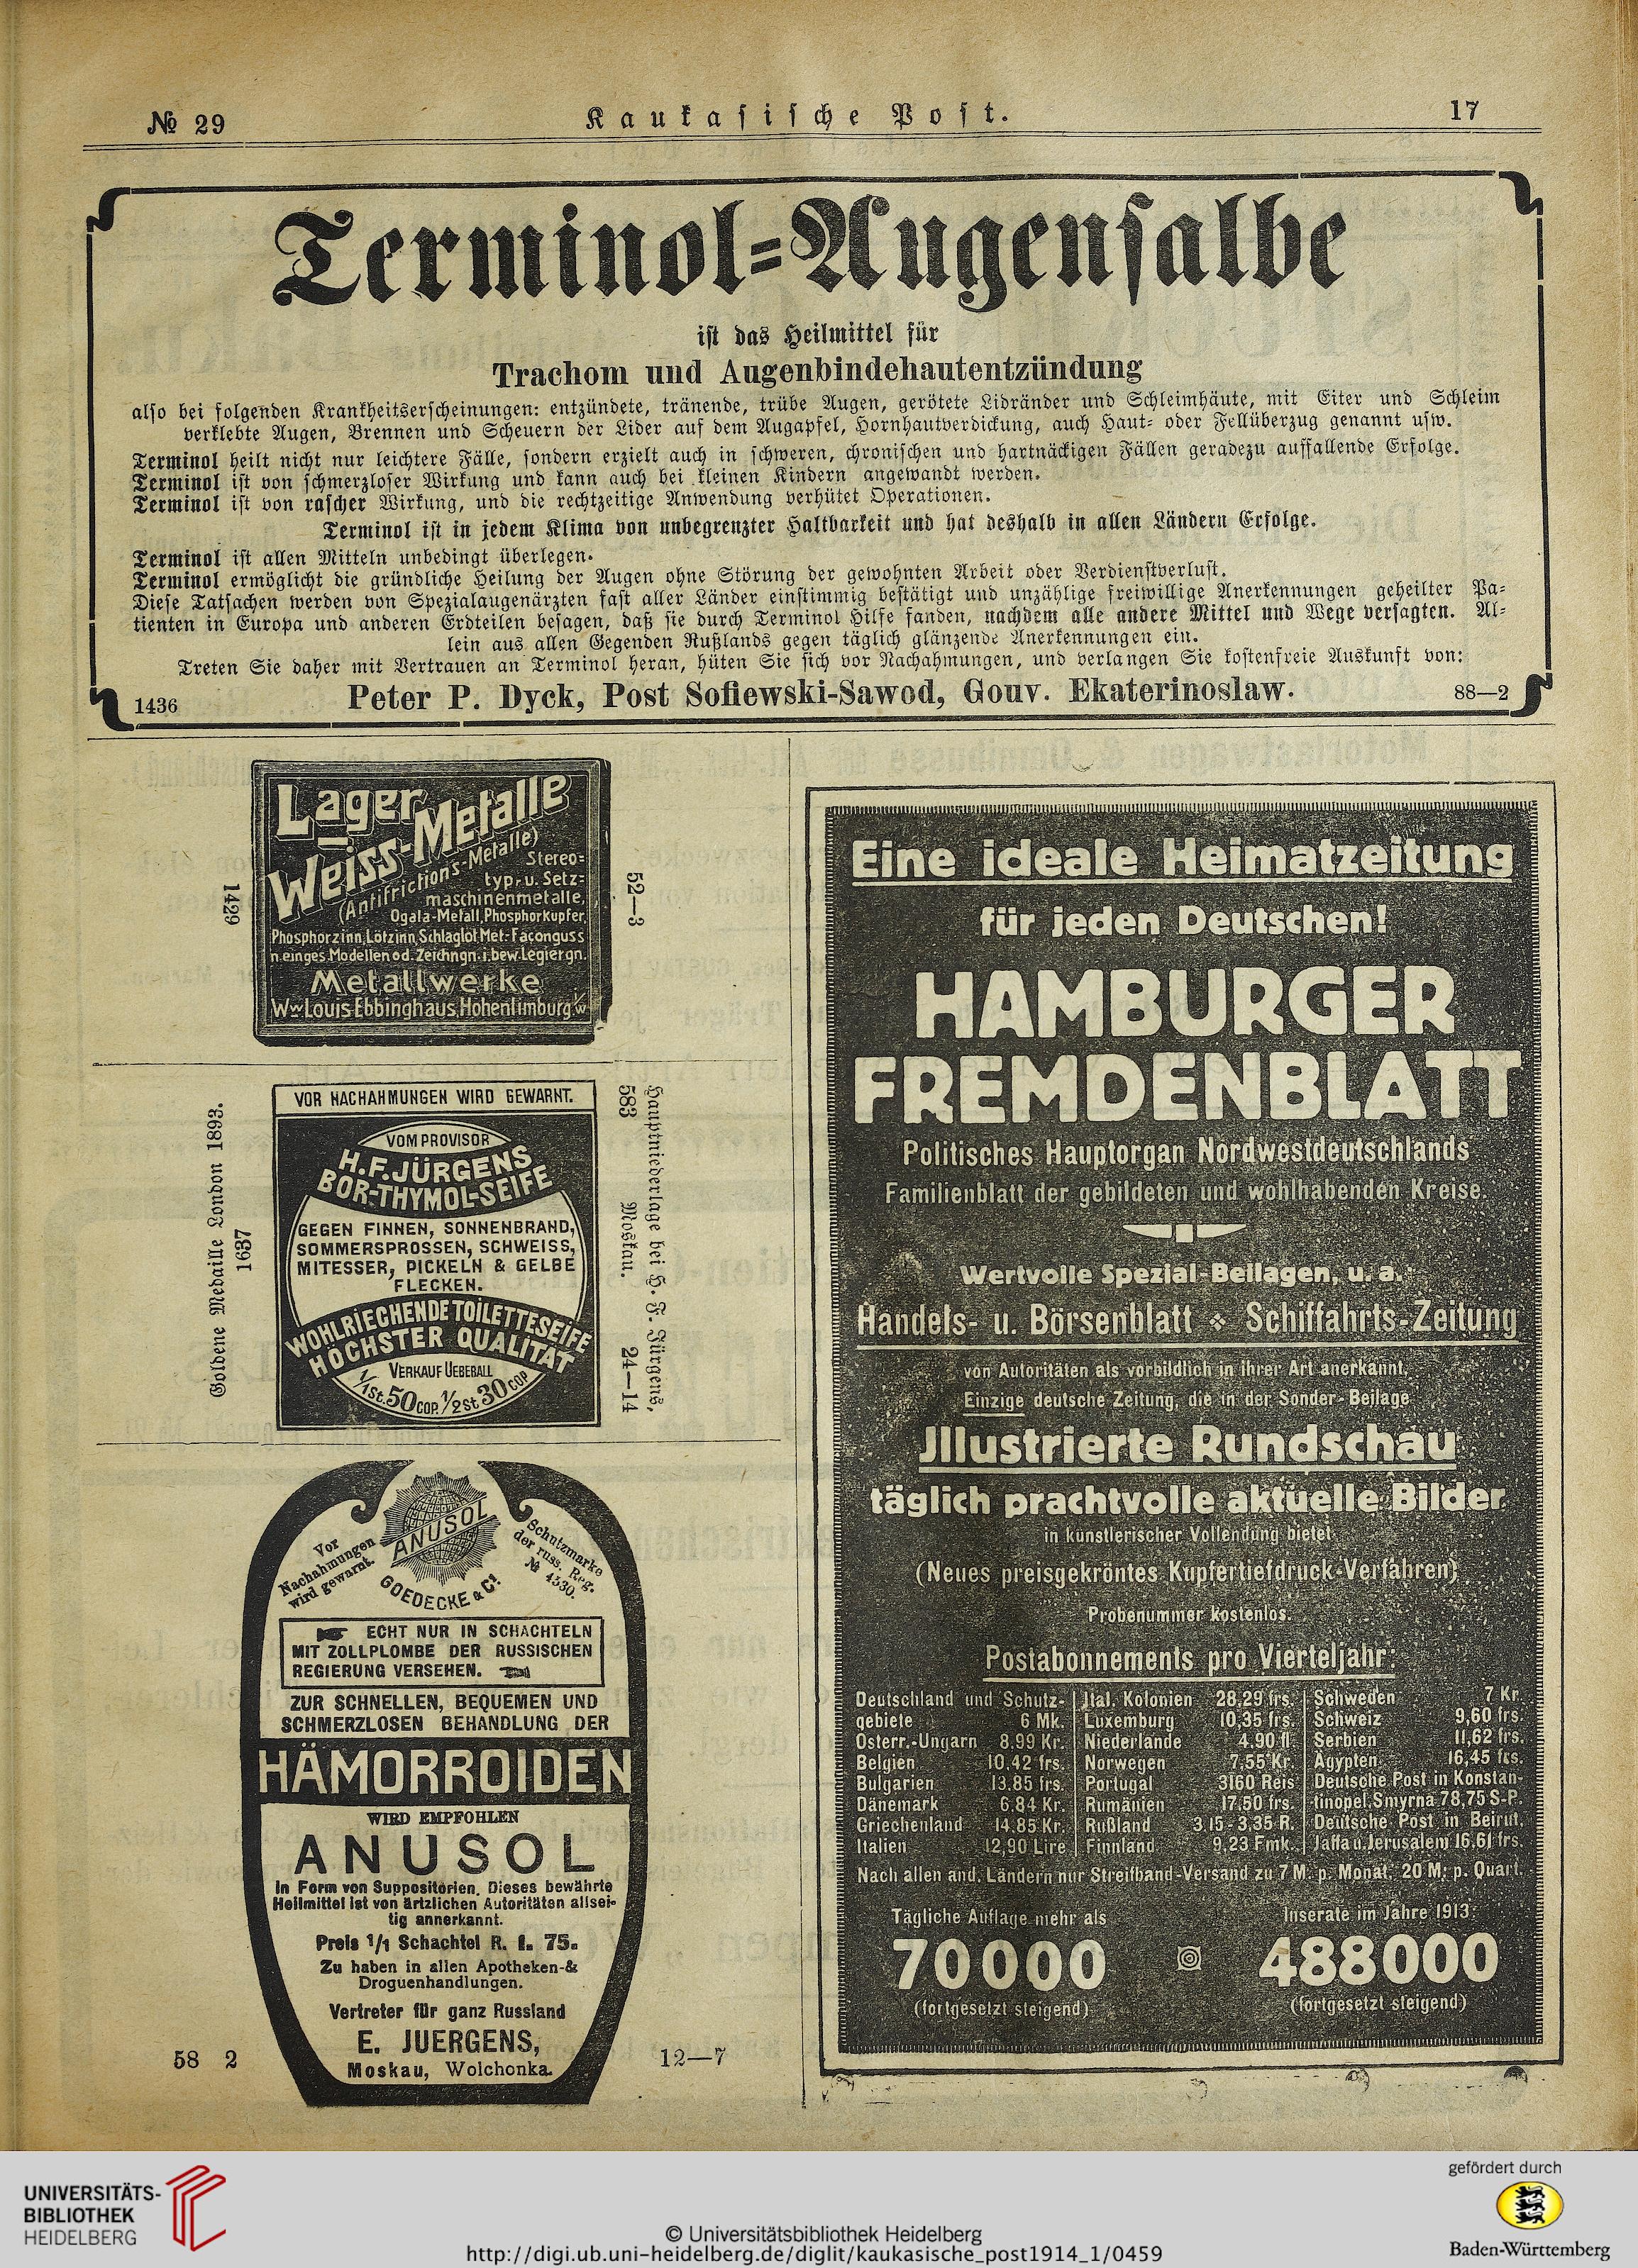 № 29
Kaukasische Post.
17
Terminol=Augensalbe
ist das Heilmittel für
Trachom und Augenbindehautentzündung
also bei folgenden Krankheitserscheinungen: entzündete, tränende, trübe Augen, gerötete Lidränder und Schleimhäute, mit Eiter und Schleim
verklebte Augen, Brennen und Scheuern der Lider auf dem Augapfel, Hornhautverdickung, auch Haut= oder Fellüberzug genannt usw.
Terminol heilt nicht nur leichtere Fälle, sondern erzielt auch in schweren, chronischen und hartnäckigen Fällen geradezu auffallende Erfolge.
Terminol ist von schmerzloser Wirkung und kann auch bei kleinen Kindern angewandt werden.
Terminol ist von rascher Wirkung, und die rechtzeitige Anwendung verhütet Operationen.
Terminol ist in jedem Klima von unbegrenzter Haltbarkeit und hat deshalb in allen Ländern Erfolge.
Terminol ist allen Mitteln unbedingt überlegen.
Terminol ermöglicht die gründliche Heilung der Augen ohne Störung der gewohnten Arbeit oder Verdienstverlust.
Diese Tatsachen werden von Spezialaugenärzten fast aller Länder einstimmig bestätigt und unzählige freiwillige Anerkennungen geheilter Pa=
tienten in Europa und anderen Erdteilen besagen, daß sie durch Terminol Hilfe fanden, nachdem alle andere Mittel und Wege versagten. Al=
lein aus allen Gegenden Rußlands gegen täglich glänzende Anerkennungen ein.
Treten Sie daher mit Vertrauen an Terminol heran, hüten Sie sich vor Nachahmungen, und verlangen Sie kostenfreie Auskunft von:
1436
Peter P. Dyck, Post Sofiewski-Sawod, Gouv. Ekaterinoslaw.
88—2
1429
Lager
Weiss-Metalle
(Antifrictions-Metalle)
Stereo=
typ- u. Setz=
maschinenmetalle,
Ogala-Metall, Phosphorkupfer,
Phosphorzinn, Lötzinn, Schlaglot Met.-Façonguss
n. einges. Modellen od. Zeichngn. i. bew. Legiergn.
Metallwerke
Ww Louis Ebbinghaus, Hohenlimburg i/W
52—3
Goldene Medaille London 1893.
1637
VOR NACHAHMUNGEN WIRD GEWARNT.
VOM PROVISOR
H.F. JÜRGENS
BOR-THYMOL-SEIFE
GEGEN FINNEN, SONNENBRAND,
SOMMERSPROSSEN, SCHWEISS,
MITESSER, PICKELN & GELBE
FLECKEN.
WOHLRIECHENDE TOILETTESEIFE
HÖCHSTER QUALITÄT
VERKAUF UEBERALL
1/1 St. 50 COP. 1/2 St 30 COP
583 Moskau. 24—14
Hauptniederlage bei H. F. Jürgens,
Vor
Nachahmungen
wird gewarnt.
ANUSOL
GOEDECKE & Cº.
Schutzmarke
der russ. Reg.
№ 4330.
ECHT NUR IN SCHACHTELN
MIT ZOLLPLOMBE DER RUSSISCHEN
REGIERUNG VERSEHEN.
ZUR SCHNELLEN, BEQUEMEN UND
SCHMERZLOSEN BEHANDLUNG DER
HÄMORROIDEN
WIRD EMPFOHLEN
ANUSOL
In Form von Suppositorien. Dieses bewährte
Heilmittel ist von ärtzlichen Autoritäten allsei-
tig annerkannt.
Preis 1/1 Schachtel R. 1. 75.
Zu haben in allen Apotheken-&
Droguenhandlungen.
Vertreter für ganz Russland
E. JUERGENS,
Moskau, Wolchonka.
58 2
12—7
Eine ideale Heimatzeitung
für jeden Deutschen!
HAMBURGER
FREMDENBLATT
Politisches Hauptorgan Nordwestdeutschlands
Familienblatt der gebildeten und wohlhabenden Kreise.
Wertvolle Spezial-Beilagen, u. a.
Handels- u. Börsenblatt Schiffahrts-Zeitung
von Autoritäten als vorbildlich in ihrer Art anerkannt,
Einzige deutsche Zeitung, die in der Sonder-Beilage
Jllustrierte Rundschau
täglich prachtvolle aktuelle Bilder
in künstlerischer Vollendung bietet
(Neues preisgekröntes Kupfertiefdruck-Verfahren)
Probenummer kostenlos.
Postabonnements pro Vierteljahr:
Deutschland und Schutz-
gebiete 6 Mk.
Österr.-Ungarn 8.99 Kr.
Belgien 10.42 frs.
Bulgarien 13.85 frs.
Dänemark 6.84 Kr.
Griechenland 14.85 Kr.
Italien 12,90 Lire
Jtal. Kolonien 28,29 frs.
Luxemburg 10,35 frs.
Niederlande 4.90 fl
Norwegen 7.55 Kr.
Portugal 3160 Reis
Rumänien 17.50 frs.
Rußland 3.15-3.35 R.
Finnland 9,23 Fmk.
Schweden 7 Kr.
Schweiz 9,60 frs.
Serbien 11,62 frs.
Ägypten 16,45 frs.
Deutsche Post in Konstan-
tinopel, Smyrna 78,75 S-P.
Deutsche Post in Beirut,
Jaffa u. Jerusalem 16,61 frs.
Nach allen and. Ländern nur Streifband-Versand zu 7 M. p. Monat, 20 M. p. Quart.
Tägliche Auflage mehr als
70000
(fortgesetzt steigend)
Inserate im Jahre 1913:
488000
(fortgesetzt steigend)
UNIVERSITÄTS-
BIBLIOTHEK
HEIDELBERG
© Universitätsbibliothek Heidelberg
http://digi.ub.uni-heidelberg.de/diglit/kaukasische_post1914_1/0459
gefördert durch
Baden-Württemberg